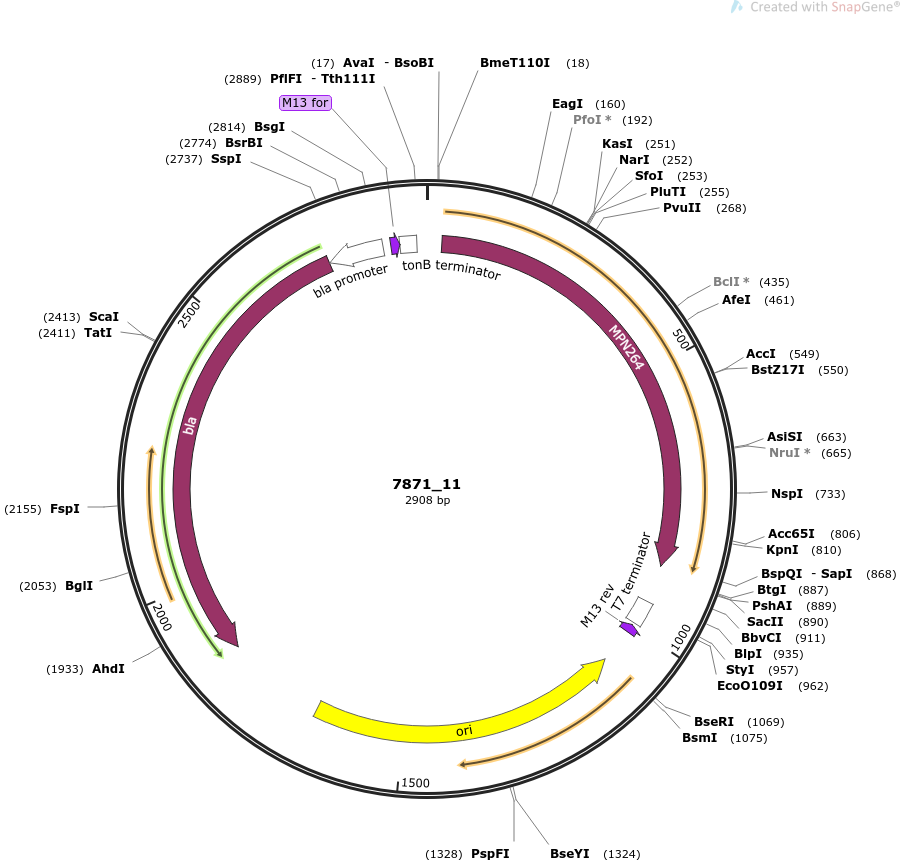 Created with SnapGene®
(17) AvaI - BsoBI
BmeT110I (18)
(2889) PflFI - Tth111I
M13 for
(2814) BsgI
(2774) BsrBI
(2737) SspI
EagI (160)
PfoI * (192)
KasI (251)
NarI (252)
SfoI (253)
PluTI (255)
PvuII (268)
bla promoter
tonB terminator
BclI * (435)
AfeI (461)
(2413) ScaI
(2411) TatI
2500
500
MPN264
AccI (549)
BstZ17I (550)
bla
AsiSI (663)
NruI * (665)
7871_11
2908 bp
NspI (733)
(2155) FspI
Acc65I (806)
KpnI (810)
(2053) BglI
2000
T7 terminator
M13 rev
BspQI - SapI (868)
BtgI (887)
PshAI (889)
SacII (890)
BbvCI (911)
1000
BlpI (935)
StyI (957)
EcoO109I (962)
(1933) AhdI
BseRI (1069)
BsmI (1075)
ori
1500
(1328) PspFI
BseYI (1324)